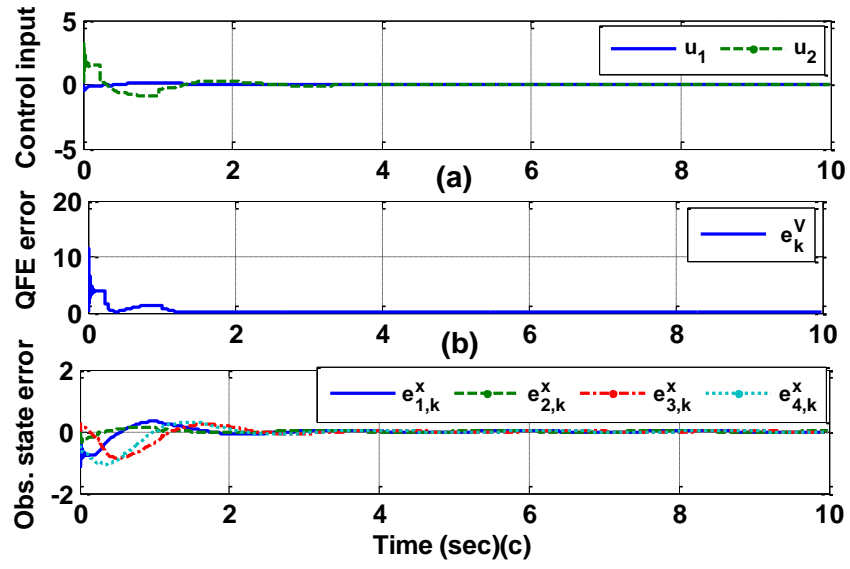 Control input
5
0
-5
u1 u2
0 2 4 6 8 10
(a)
QFE error
20
10
0
e^V_k
0 2 4 6 8 10
(b)
Obs. state error
2
0
-2
e^x_1,k e^x_2,k e^x_3,k e^x_4,k
0 2 4 6 8 10
Time (sec)(c)